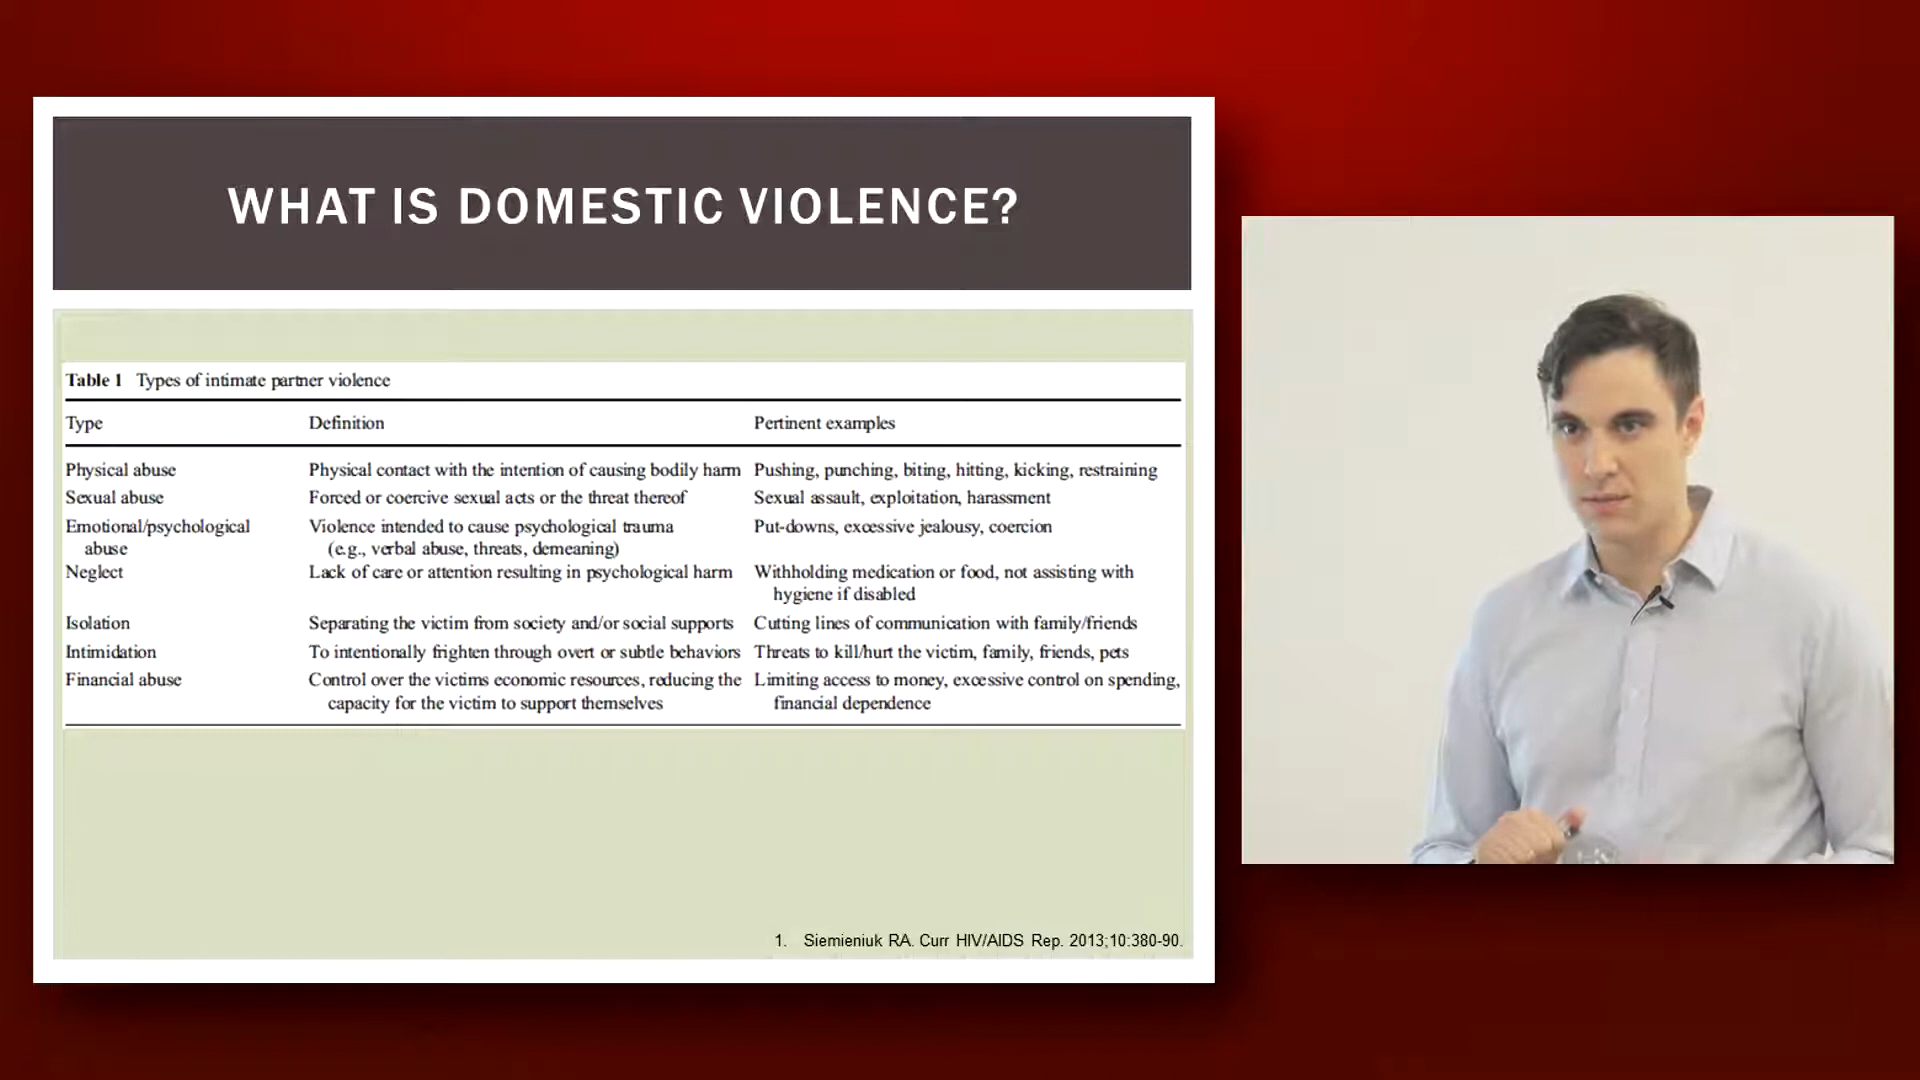 WHAT IS DOMESTIC VIOLENCE?
Table 1 Types of intimate partner violence
Type Definition Pertinent examples
Physical abuse Physical contact with the intention of causing bodily harm Pushing, punching, biting, hitting, kicking, restraining
Sexual abuse Forced or coercive sexual acts or the threat thereof Sexual assault, exploitation, harassment
Emotional/psychological Violence intended to cause psychological trauma Put-downs, excessive jealousy, coercion
abuse (e.g., verbal abuse, threats, demeaning)
Neglect Lack of care or attention resulting in psychological harm Withholding medication or food, not assisting with
hygiene if disabled
Isolation Separating the victim from society and/or social supports Cutting lines of communication with family/friends
Intimidation To intentionally frighten through overt or subtle behaviors Threats to kill/hurt the victim, family, friends, pets
Financial abuse Control over the victims economic resources, reducing the Limiting access to money, excessive control on spending,
capacity for the victim to support themselves financial dependence
1. Siemieniuk RA. Curr HIV/AIDS Rep. 2013;10:380-90.